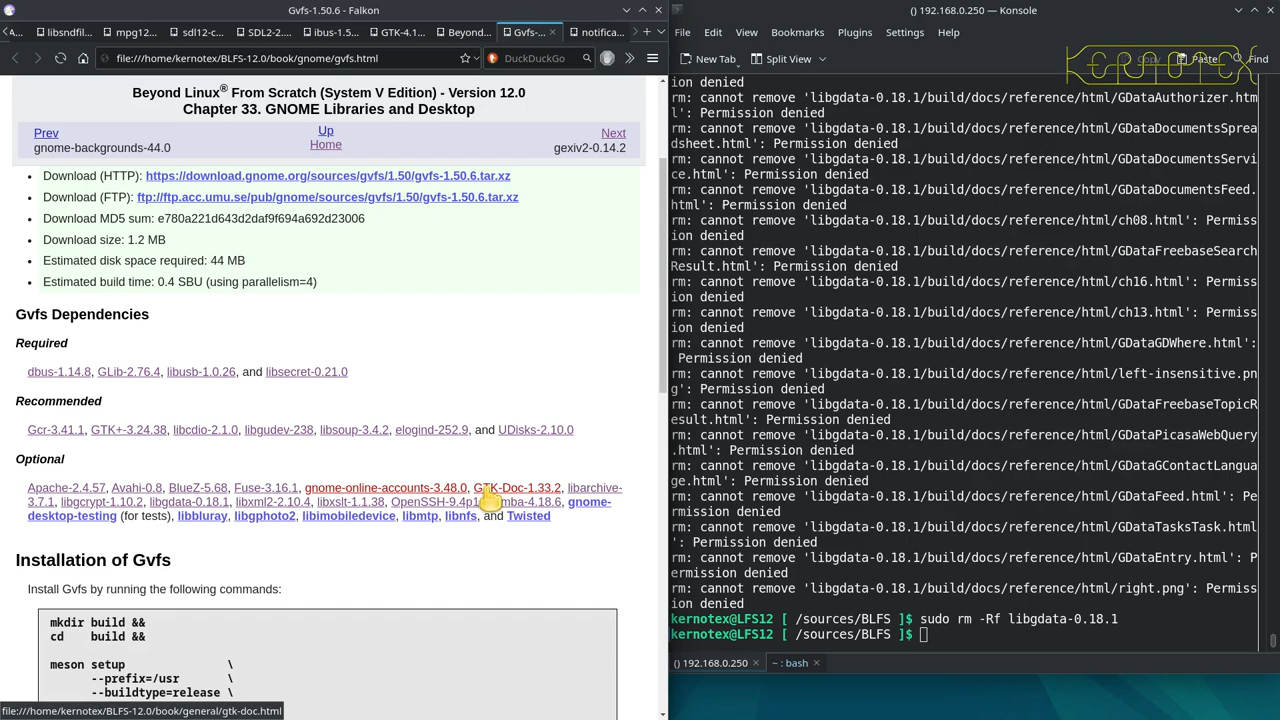 Gvfs-1.50.6 - Falkon
A...
libsndfil...
mpg12...
sdl12-c...
SDL2-2....
ibus-1.5...
GTK-4.1...
Beyond...
Gvfs-...
notifica...
file:///home/kernotex/BLFS-12.0/book/gnome/gvfs.html
DuckDuckGo
Beyond Linux® From Scratch (System V Edition) - Version 12.0
Chapter 33. GNOME Libraries and Desktop
Prev
Up
Next
gnome-backgrounds-44.0
Home
gexiv2-0.14.2
Download (HTTP): https://download.gnome.org/sources/gvfs/1.50/gvfs-1.50.6.tar.xz
Download (FTP): ftp://ftp.acc.umu.se/pub/gnome/sources/gvfs/1.50/gvfs-1.50.6.tar.xz
Download MD5 sum: e780a221d643d2daf9f694a692d23006
Download size: 1.2 MB
Estimated disk space required: 44 MB
Estimated build time: 0.4 SBU (using parallelism=4)
Gvfs Dependencies
Required
dbus-1.14.8, GLib-2.76.4, libusb-1.0.26, and libsecret-0.21.0
Recommended
Gcr-3.41.1, GTK+-3.24.38, libcdio-2.1.0, libgudev-238, libsoup-3.4.2, elogind-252.9, and UDisks-2.10.0
Optional
Apache-2.4.57, Avahi-0.8, BlueZ-5.68, Fuse-3.16.1, gnome-online-accounts-3.48.0, GTK-Doc-1.33.2, libarchive-
3.7.1, libgcrypt-1.10.2, libgdata-0.18.1, libxml2-2.10.4, libxslt-1.1.38, OpenSSH-9.4p1, Samba-4.18.6, gnome-
desktop-testing (for tests), libbluray, libgphoto2, libimobiledevice, libmtp, libnfs, and Twisted
Installation of Gvfs
Install Gvfs by running the following commands:
mkdir build &&
cd    build &&
meson setup \
--prefix=/usr \
--buildtype=release \
file:///home/kernotex/BLFS-12.0/book/general/gtk-doc.html
() 192.168.0.250 — Konsole
File Edit View Bookmarks Plugins Settings Help
New Tab
Split View
Copy
Paste
Find
KERNOTEX
ion denied
rm: cannot remove 'libgdata-0.18.1/build/docs/reference/html/GDataAuthorizer.htm
l': Permission denied
rm: cannot remove 'libgdata-0.18.1/build/docs/reference/html/GDataDocumentsSprea
dsheet.html': Permission denied
rm: cannot remove 'libgdata-0.18.1/build/docs/reference/html/GDataDocumentsServi
ce.html': Permission denied
rm: cannot remove 'libgdata-0.18.1/build/docs/reference/html/GDataDocumentsFeed.
html': Permission denied
rm: cannot remove 'libgdata-0.18.1/build/docs/reference/html/ch08.html': Permiss
ion denied
rm: cannot remove 'libgdata-0.18.1/build/docs/reference/html/GDataFreebaseSearch
Result.html': Permission denied
rm: cannot remove 'libgdata-0.18.1/build/docs/reference/html/ch16.html': Permiss
ion denied
rm: cannot remove 'libgdata-0.18.1/build/docs/reference/html/ch13.html': Permiss
ion denied
rm: cannot remove 'libgdata-0.18.1/build/docs/reference/html/GDataGDWhere.html':
Permission denied
rm: cannot remove 'libgdata-0.18.1/build/docs/reference/html/left-insensitive.pn
g': Permission denied
rm: cannot remove 'libgdata-0.18.1/build/docs/reference/html/GDataFreebaseTopicR
esult.html': Permission denied
rm: cannot remove 'libgdata-0.18.1/build/docs/reference/html/GDataPicasaWebQuery
.html': Permission denied
rm: cannot remove 'libgdata-0.18.1/build/docs/reference/html/GDataGContactLangua
ge.html': Permission denied
rm: cannot remove 'libgdata-0.18.1/build/docs/reference/html/GDataFeed.html': Pe
rmission denied
rm: cannot remove 'libgdata-0.18.1/build/docs/reference/html/GDataTasksTask.html
': Permission denied
rm: cannot remove 'libgdata-0.18.1/build/docs/reference/html/GDataEntry.html': P
ermission denied
rm: cannot remove 'libgdata-0.18.1/build/docs/reference/html/right.png': Permiss
ion denied
kernotex@LFS12 [ /sources/BLFS ]$ sudo rm -Rf libgdata-0.18.1
kernotex@LFS12 [ /sources/BLFS ]$
() 192.168.0.250
~ : bash